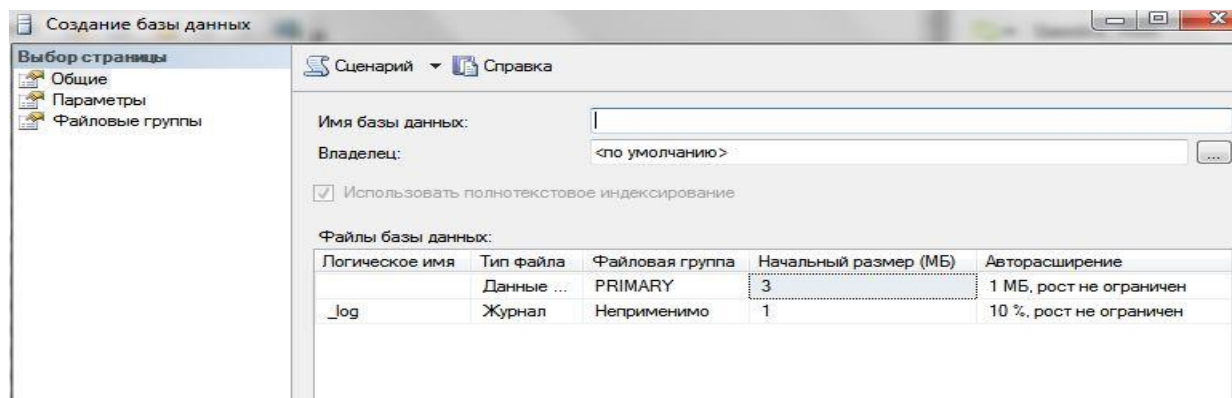 Создание базы данных
Выбор страницы
Общие
Параметры
Файловые группы
Сценарий Справка
Имя базы данных:
Владелец: <по умолчанию> ...
Использовать полнотекстовое индексирование
Файлы базы данных:
Логическое имя Тип файла Файловая группа Начальный размер (МБ) Авторасширение
Данные ... PRIMARY 3 1 МБ, рост не ограничен
_log Журнал Неприменимо 1 10 %, рост не ограничен